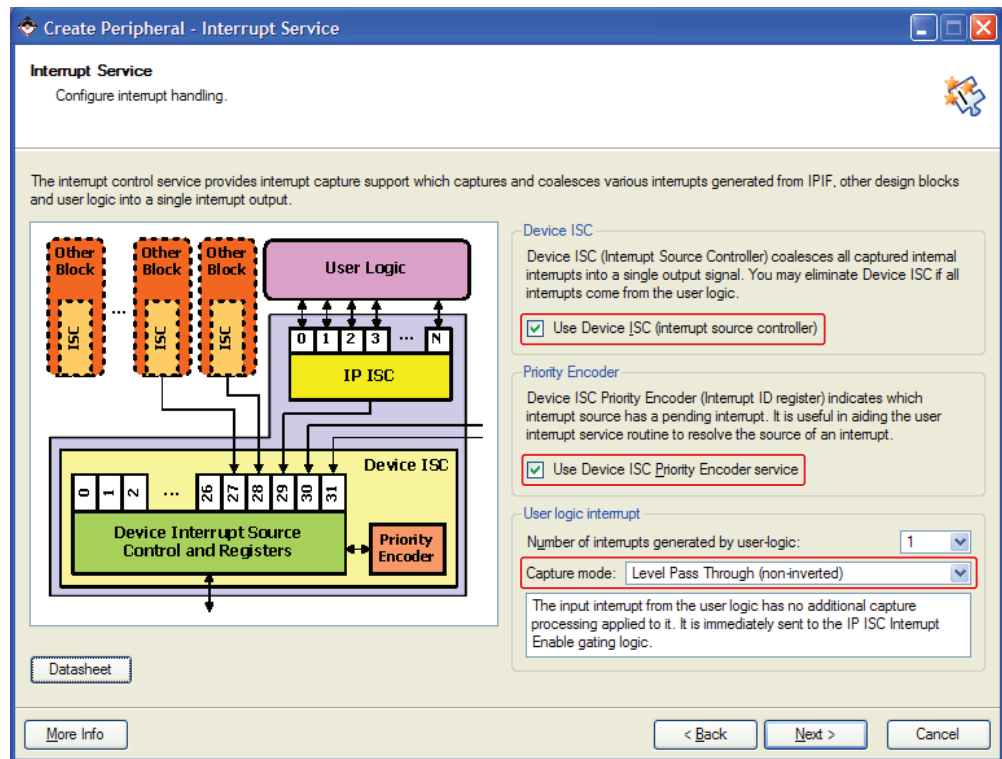 Create Peripheral - Interrupt Service
Interrupt Service
Configure interrupt handling.
The interrupt control service provides interrupt capture support which captures and coalesces various interrupts generated from IPIF, other design blocks
and user logic into a single interrupt output.
Other
Block
ISC
...
Other
Block
ISC
Other
Block
ISC
User Logic
0 1 2 3 ... N
IP ISC
Device ISC
0 1 2 ... 26 27 28 29 30 31
Device Interrupt Source
Control and Registers
Priority
Encoder
Datasheet
Device ISC
Device ISC (Interrupt Source Controller) coalesces all captured internal
interrupts into a single output signal. You may eliminate Device ISC if all
interrupts come from the user logic.
Use Device ISC (interrupt source controller)
Priority Encoder
Device ISC Priority Encoder (Interrupt ID register) indicates which
interrupt source has a pending interrupt. It is useful in aiding the user
interrupt service routine to resolve the source of an interrupt.
Use Device ISC Priority Encoder service
User logic interrupt
Number of interrupts generated by user-logic: 1
Capture mode: Level Pass Through (non-inverted)
The input interrupt from the user logic has no additional capture
processing applied to it. It is immediately sent to the IP ISC Interrupt
Enable gating logic.
More Info
< Back
Next >
Cancel